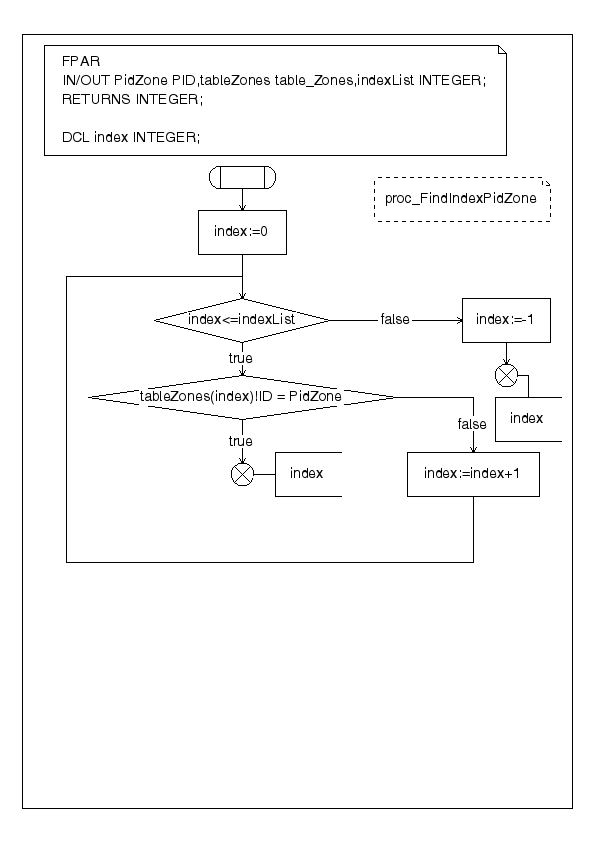 FPAR
IN/OUT PidZone PID,tableZones table_Zones,indexList INTEGER;
RETURNS INTEGER;
DCL index INTEGER;
proc_FindIndexPidZone
index:=0
index<=indexList
false
index:=-1
true
tableZones(index)!ID = PidZone
index
false
true
index
index:=index+1